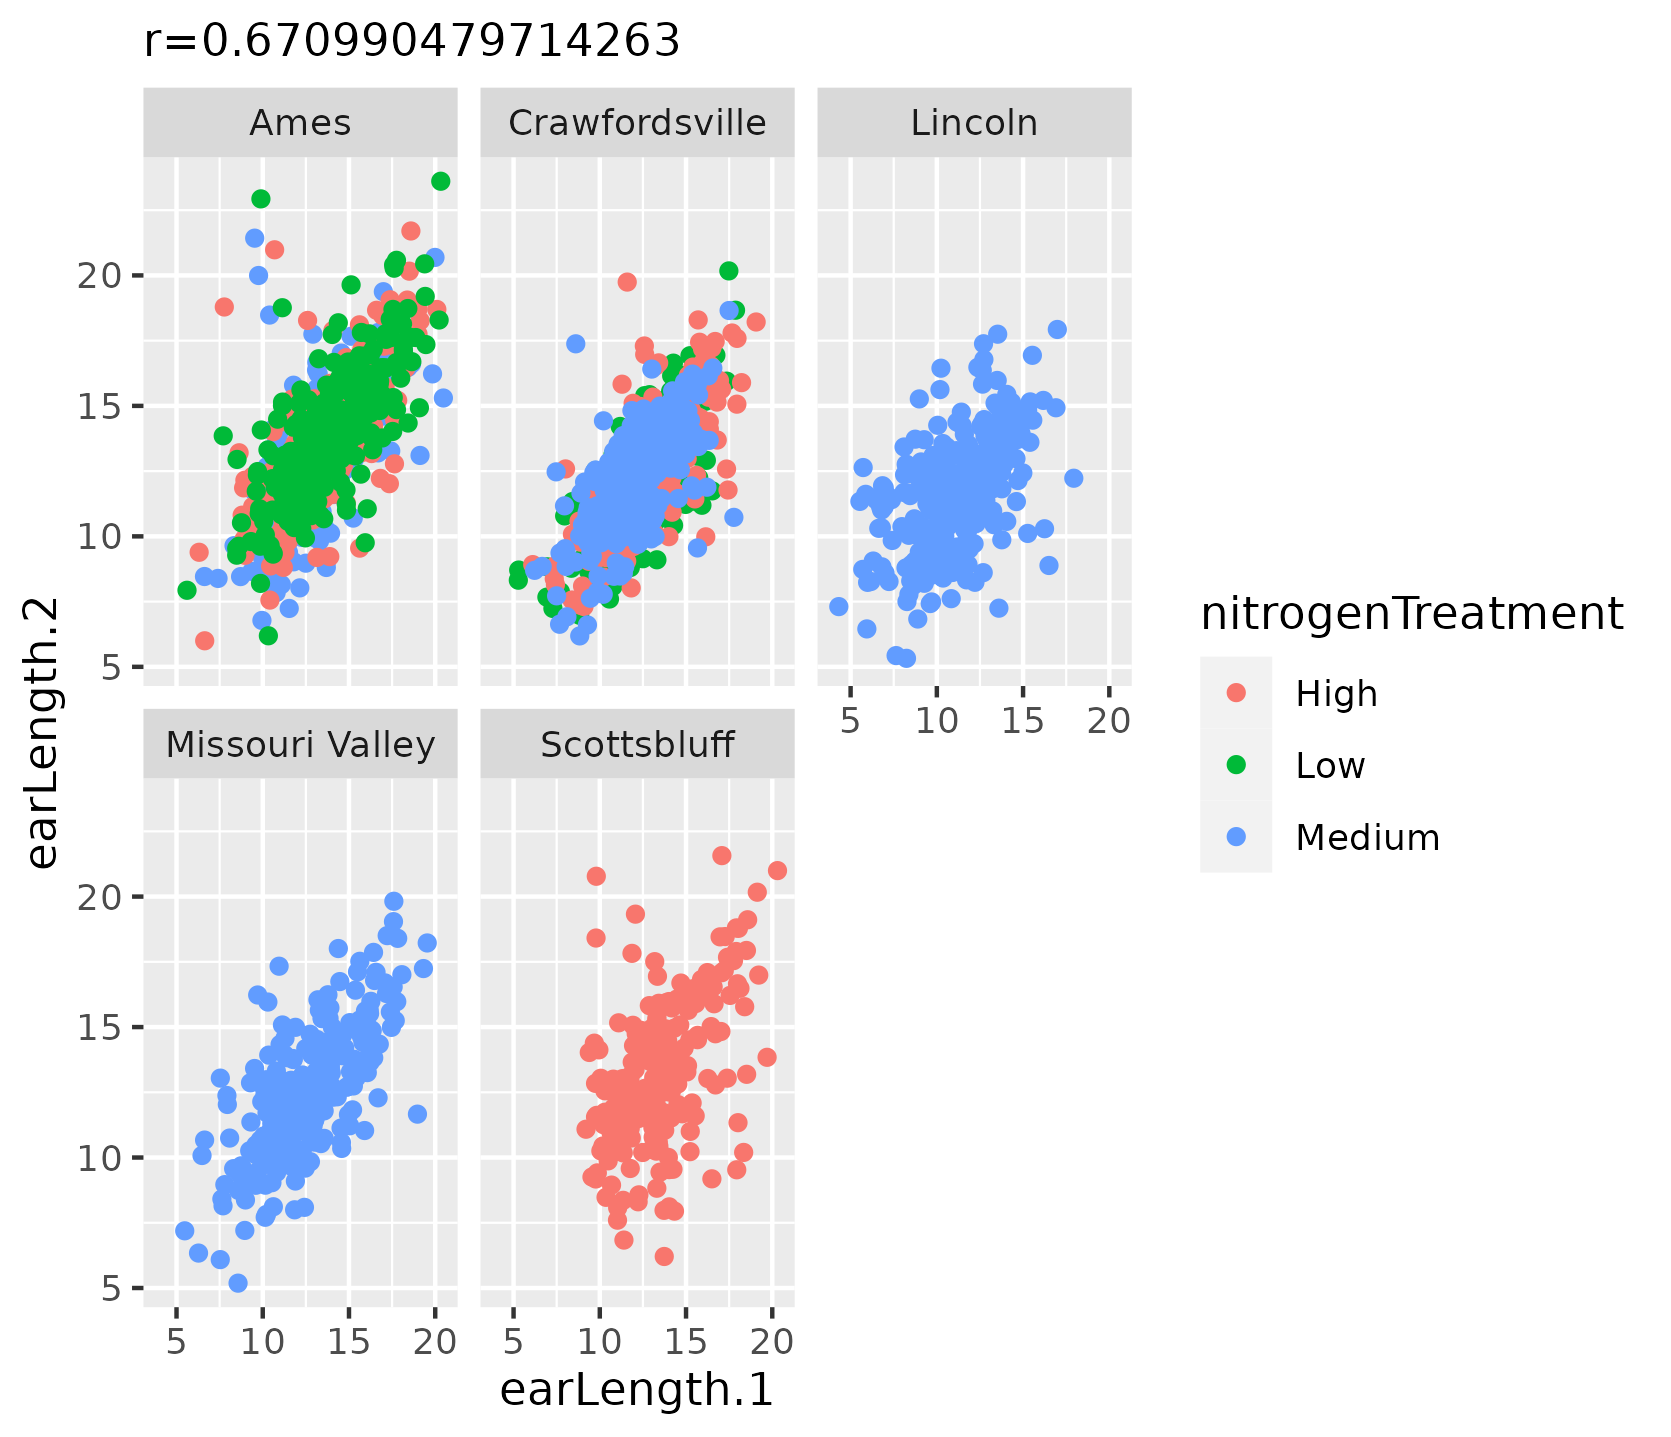 r=0.670990479714263
Ames
Crawfordsville
Lincoln
20
15
10
5
5 10 15 20
earLength.2
Missouri Valley
Scottsbluff
20
15
10
5
5 10 15 20
5 10 15 20
earLength.1
nitrogenTreatment
High
Low
Medium